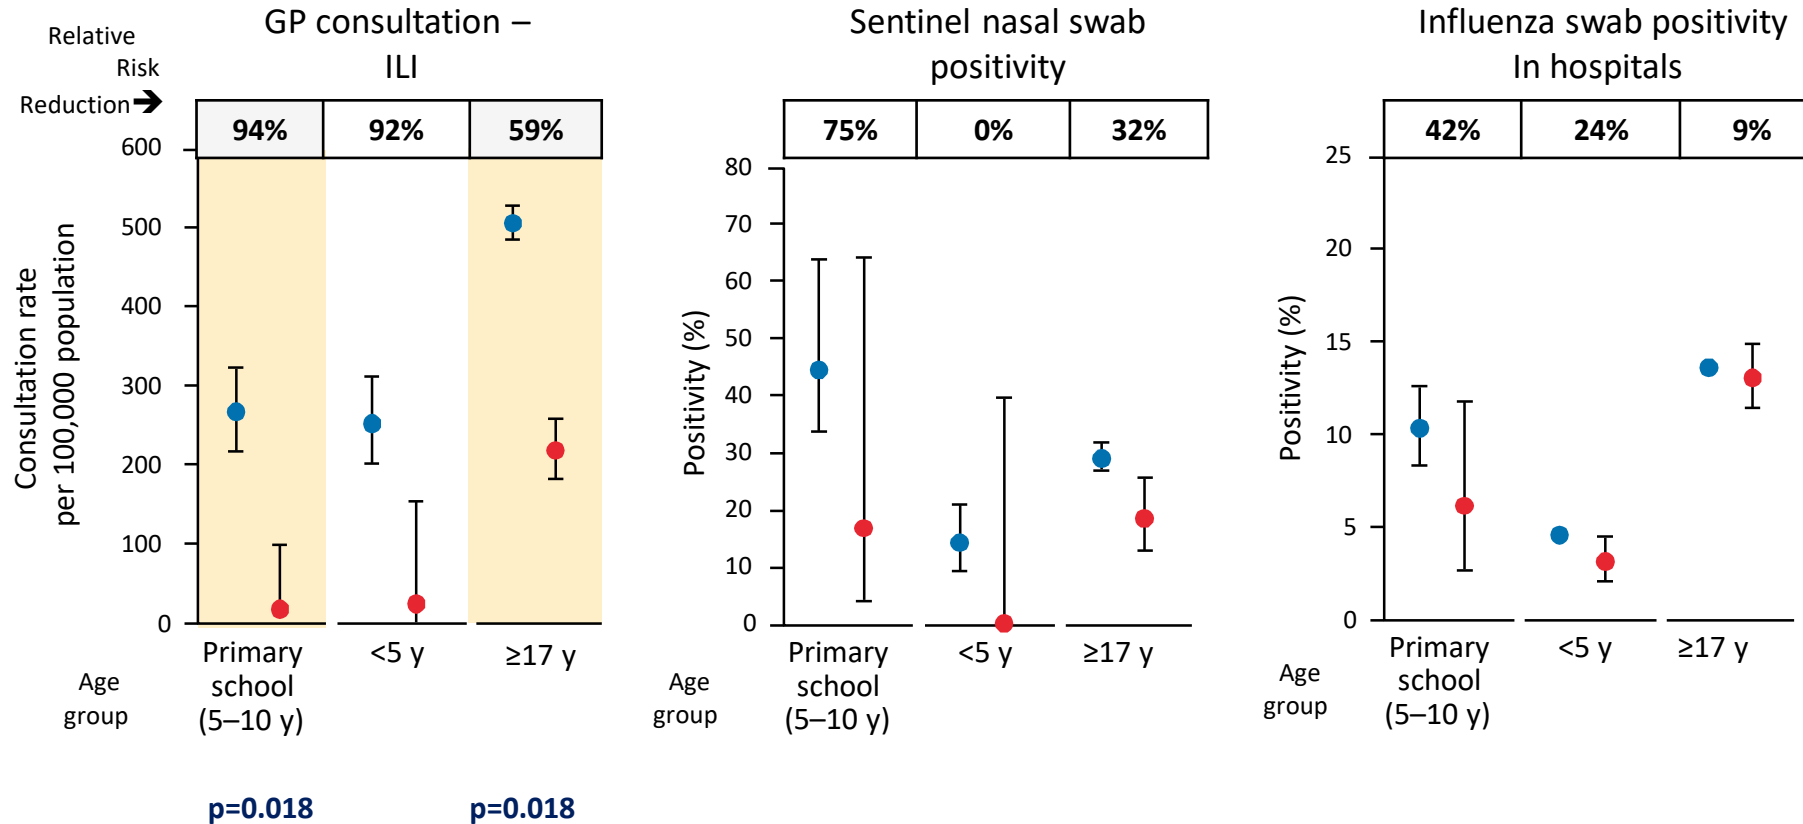 Relative
Risk
Reduction
GP consultation –
ILI
94% 92% 59%
600
500
400
300
200
100
0
Consultation rate
per 100,000 population
Primary
school
(5–10 y)
<5 y
≥17 y
Age
group
p=0.018
p=0.018
Sentinel nasal swab
positivity
75% 0% 32%
80
70
60
50
40
30
20
10
0
Positivity (%)
Primary
school
(5–10 y)
<5 y
≥17 y
Age
group
Influenza swab positivity
In hospitals
42% 24% 9%
25
20
15
10
5
0
Positivity (%)
Primary
school
(5–10 y)
<5 y
≥17 y
Age
group